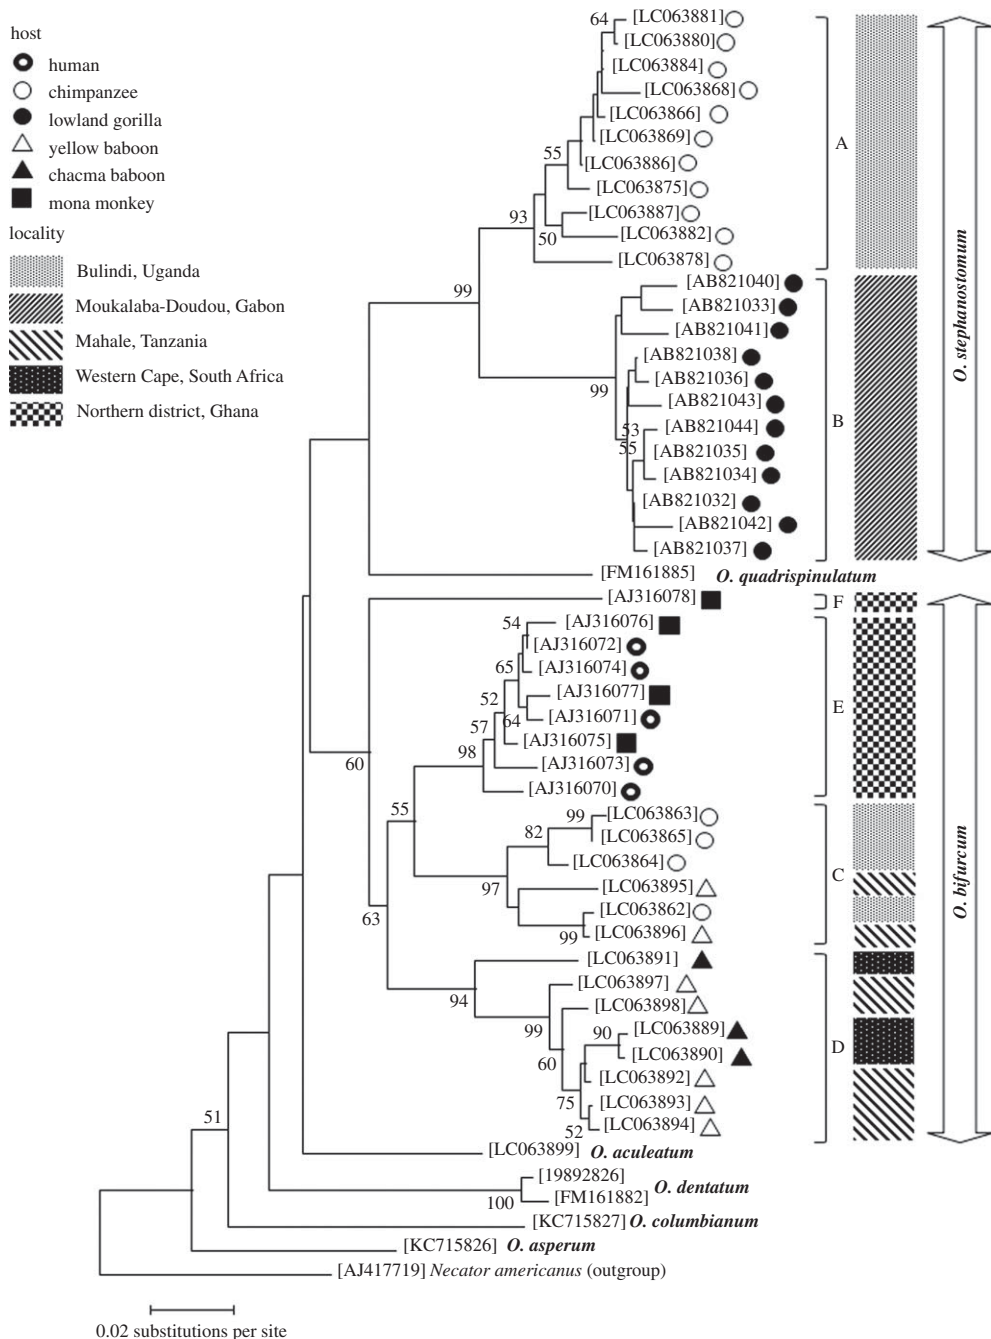 host
human
chimpanzee
lowland gorilla
yellow baboon
chacma baboon
mona monkey
locality
Bulindi, Uganda
Moukalaba-Doudou, Gabon
Mahale, Tanzania
Western Cape, South Africa
Northern district, Ghana
64
[LC063881]
[LC063880]
[LC063884]
[LC063868]
[LC063866]
[LC063869]
A
55
[LC063886]
[LC063875]
93
[LC063887]
50
[LC063882]
[LC063878]
99
[AB821040]
[AB821033]
[AB821041]
[AB821038]
99
[AB821036]
[AB821043]
B
53
[AB821044]
55
[AB821035]
[AB821034]
[AB821032]
[AB821042]
[AB821037]
O. stephanostomum
[FM161885] O. quadrispinulatum
[AJ316078]
F
54
[AJ316076]
[AJ316072]
65
[AJ316074]
52
[AJ316077]
E
64
[AJ316071]
57
[AJ316075]
98
[AJ316073]
60
[AJ316070]
55
99
[LC063863]
82
[LC063865]
[LC063864]
C
97
[LC063895]
[LC063862]
63
99
[LC063896]
O. bifurcum
[LC063891]
94
[LC063897]
[LC063898]
99
90
[LC063889]
D
60
[LC063890]
[LC063892]
75
[LC063893]
52
[LC063894]
51
[LC063899] O. aculeatum
[19892826]
O. dentatum
100
[FM161882]
[KC715827] O. columbianum
[KC715826] O. asperum
[AJ417719] Necator americanus (outgroup)
0.02 substitutions per site